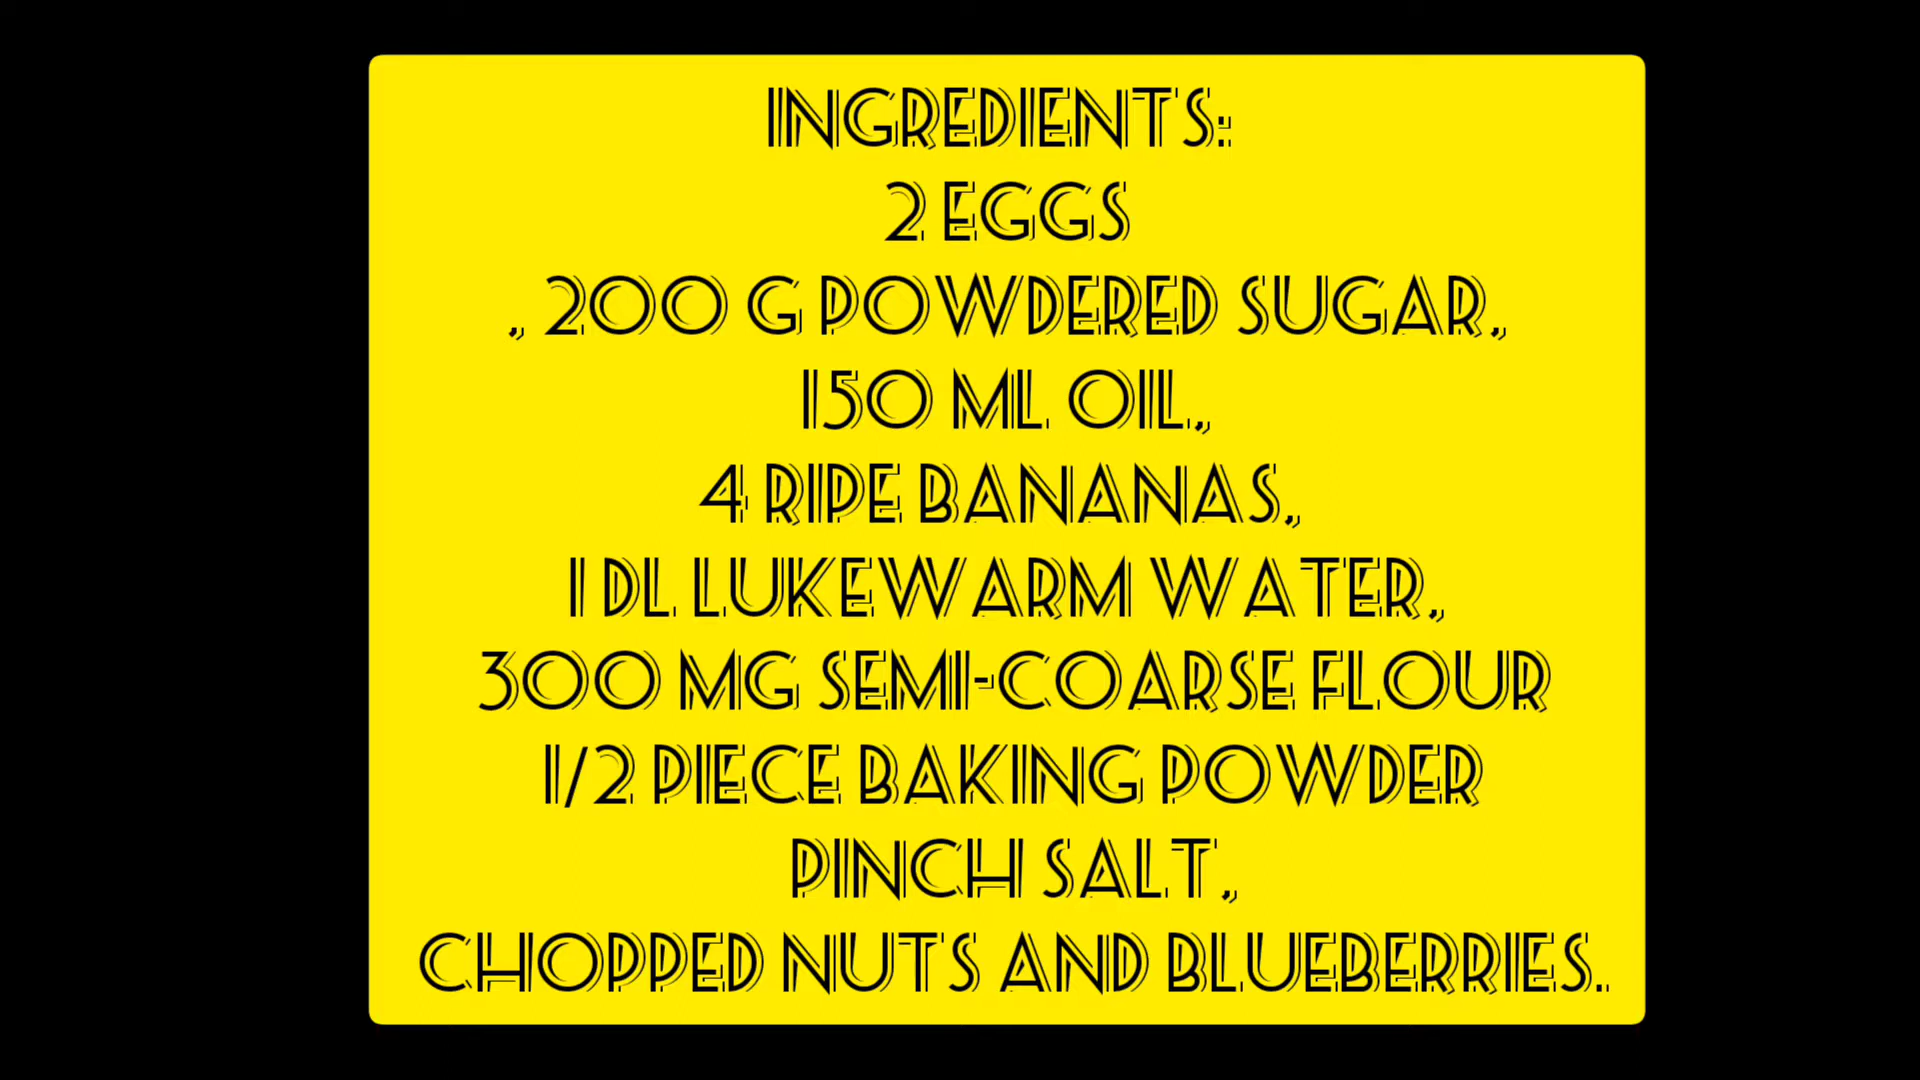 INGREDIENTS:
2 EGGS
, 200 G POWDERED SUGAR,
150 ML OIL,
4 RIPE BANANAS,
1 DL LUKEWARM WATER,
300 MG SEMI-COARSE FLOUR
1/2 PIECE BAKING POWDER
PINCH SALT,
CHOPPED NUTS AND BLUEBERRIES.